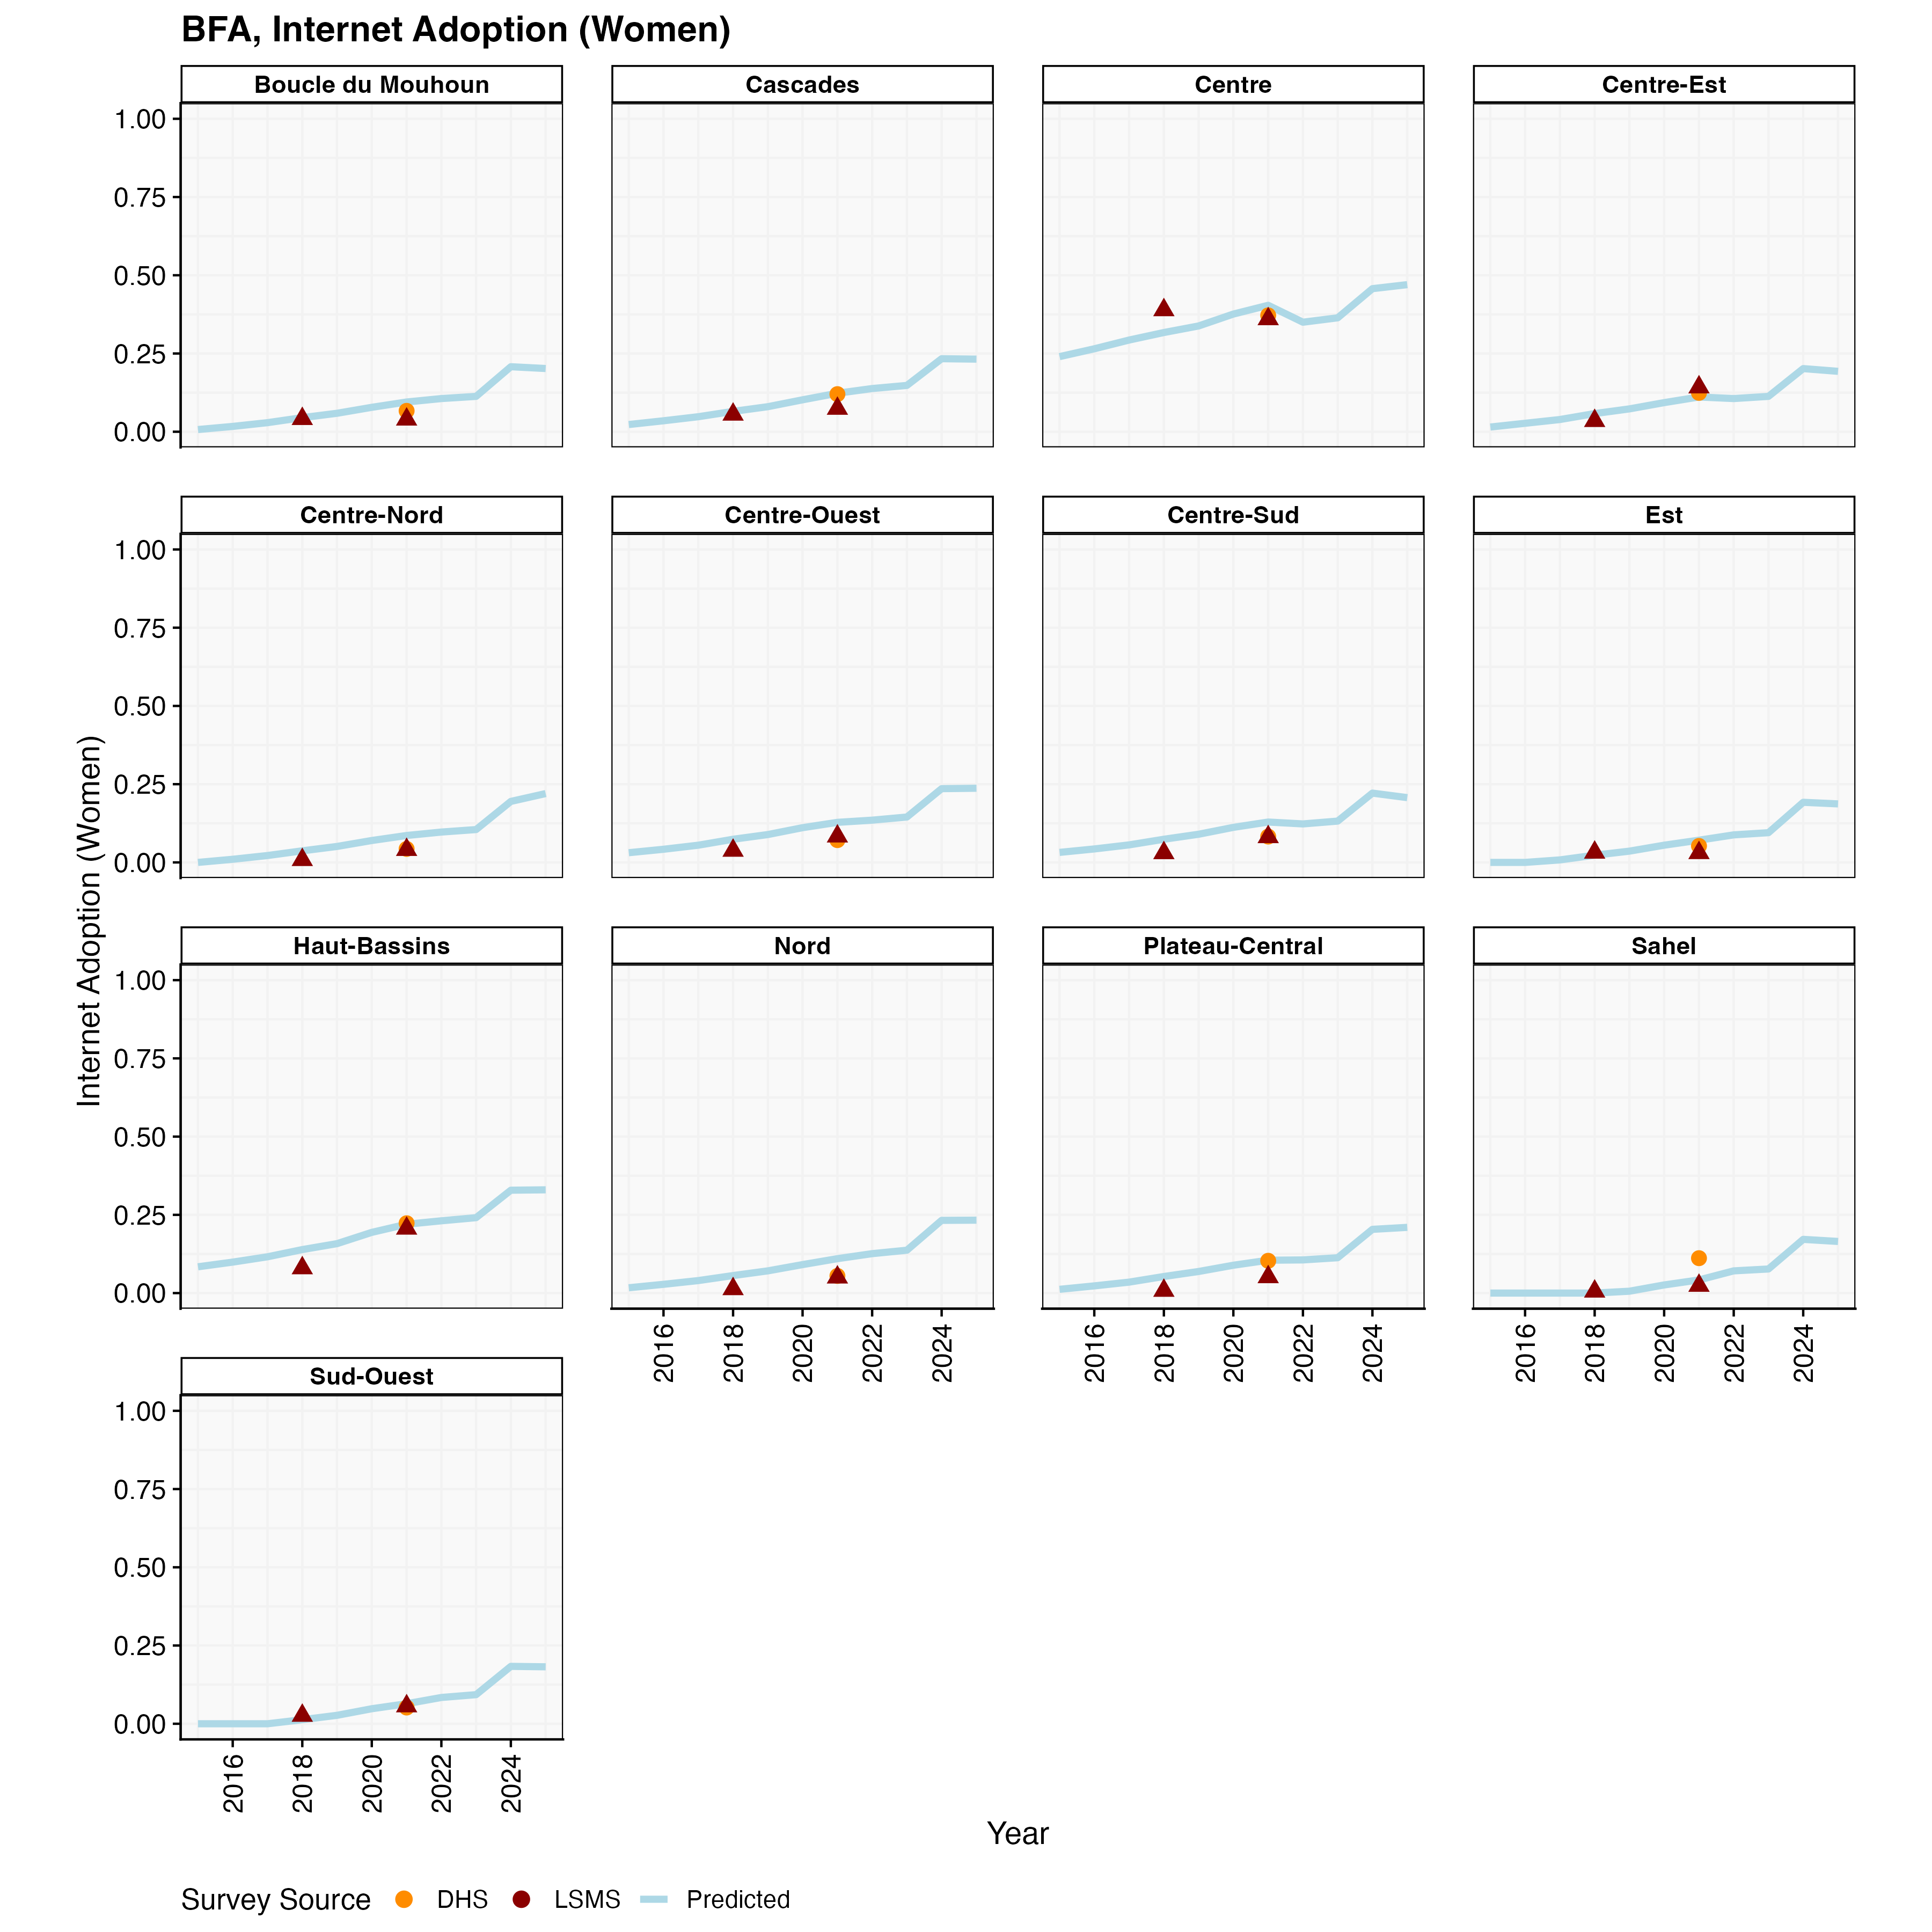 BFA, Internet Adoption (Women)
Boucle du Mouhoun
Cascades
Centre
Centre-Est
1.00
0.75
0.50
0.25
0.00
Centre-Nord
Centre-Ouest
Centre-Sud
Est
1.00
0.75
0.50
0.25
0.00
Internet Adoption (Women)
Haut-Bassins
Nord
Plateau-Central
Sahel
1.00
0.75
0.50
0.25
0.00
2016 2018 2020 2022 2024
2016 2018 2020 2022 2024
2016 2018 2020 2022 2024
Sud-Ouest
1.00
0.75
0.50
0.25
0.00
2016 2018 2020 2022 2024
Year
Survey Source DHS LSMS Predicted